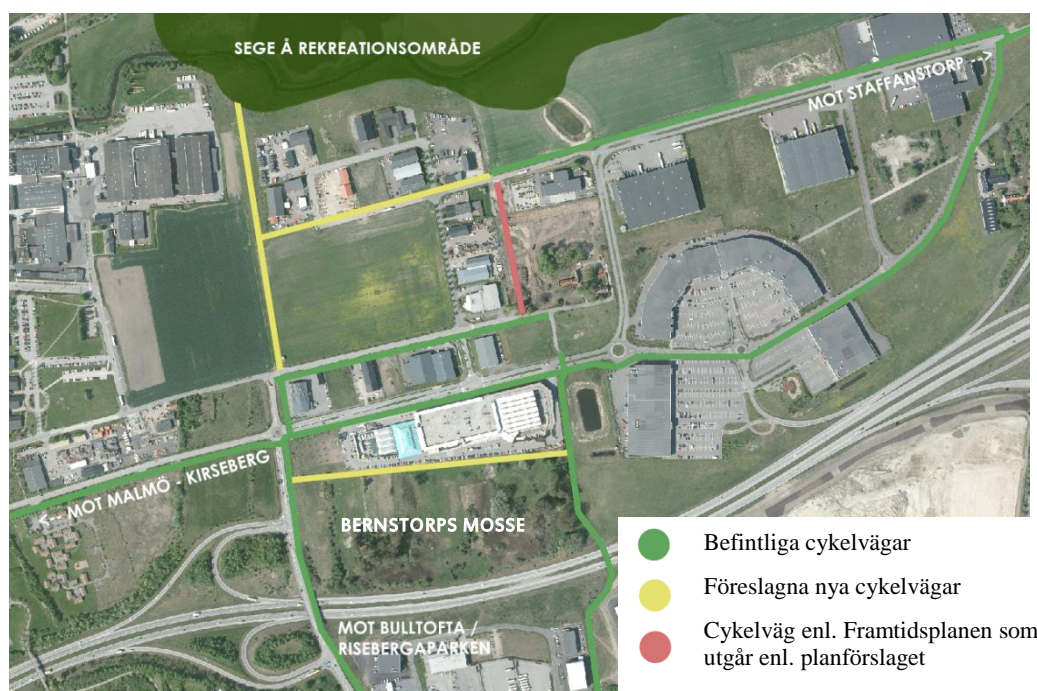 SEGE Å REKREATIONSOMRÅDE
MOT STAFFANSTORP -->
<-- MOT MALMÖ - KIRSEBERG
BERNSTORPS MOSSE
MOT BULLTOFTA /
RISEBERGAPARKEN
Befintliga cykelvägar
Föreslagna nya cykelvägar
Cykelväg enl. Framtidsplanen som
utgår enl. planförslaget